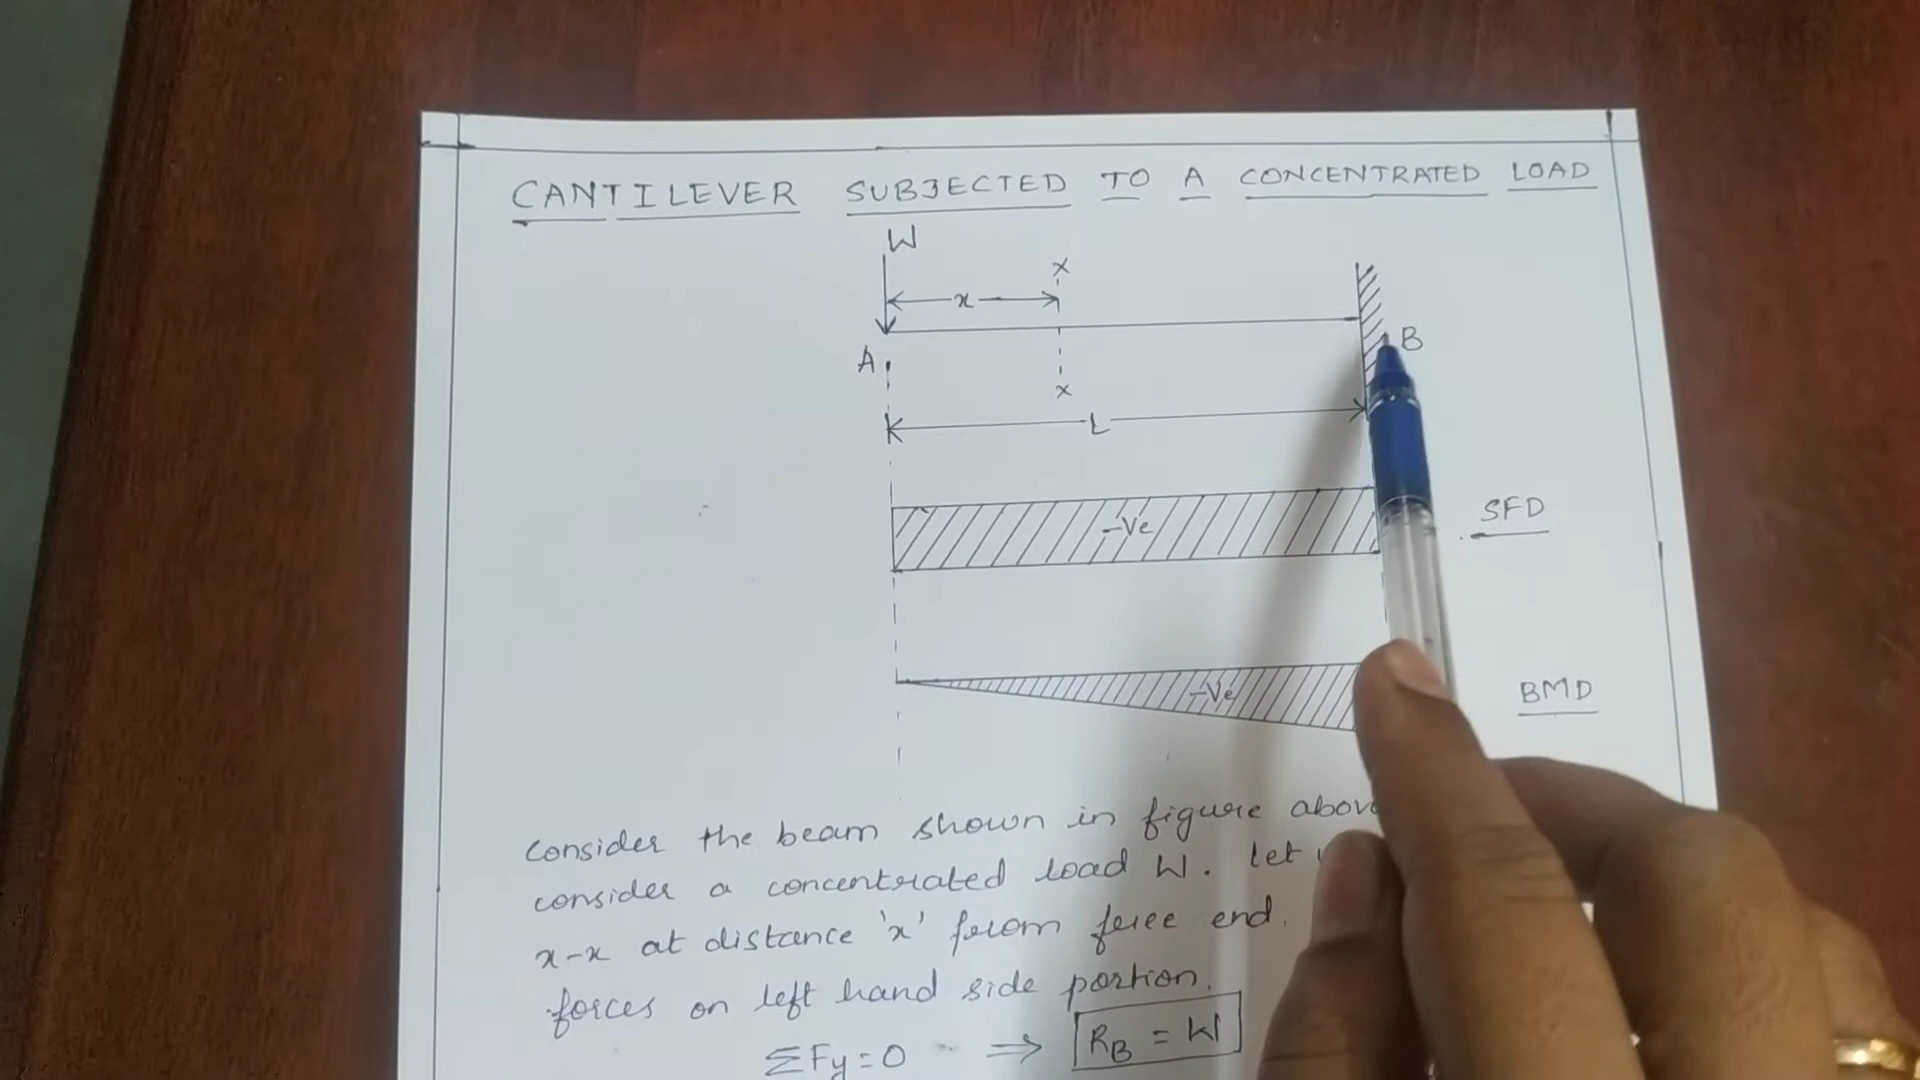 CANTILEVER SUBJECTED TO A CONCENTRATED LOAD
W
x
x
A
B
x
L
-Ve
SFD
-Ve
BMD
consider the beam shown in figure above
consider a concentrated load W. let
x-x at distance 'x' from free end.
forces on left hand side portion.
ΣFy=0 ⇒ RB = W